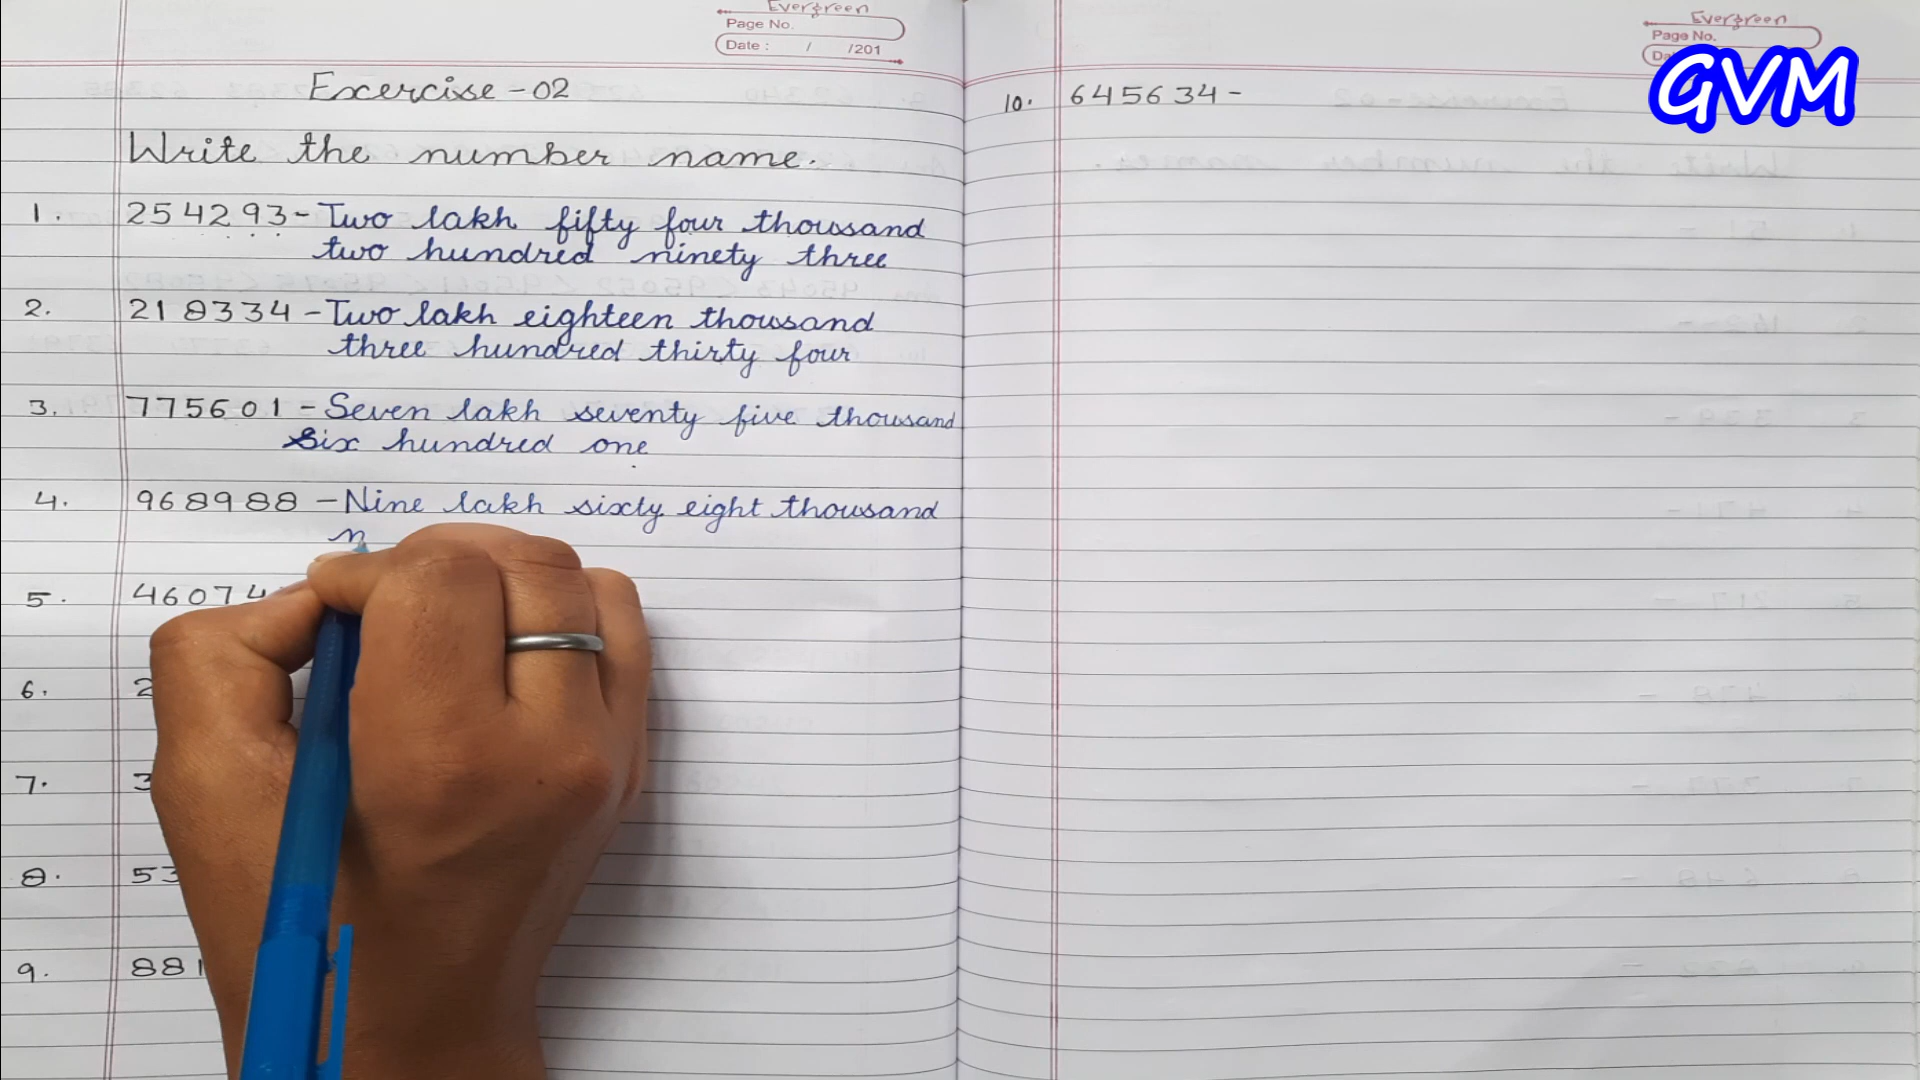 Evergreen
Page No.
Date : / /201
Excercise - 02
Write the number name.
1. 254293 - Two lakh fifty four thousand
two hundred ninety three
2. 218334 - Two lakh eighteen thousand
three hundred thirty four
3. 775601 - Seven lakh seventy five thousand
six hundred one
4. 968988 - Nine lakh sixty eight thousand
n
5. 46074
6. 2
7. 3
8. 53
9. 881
Evergreen
Page No.
GVM
10. 645634 -